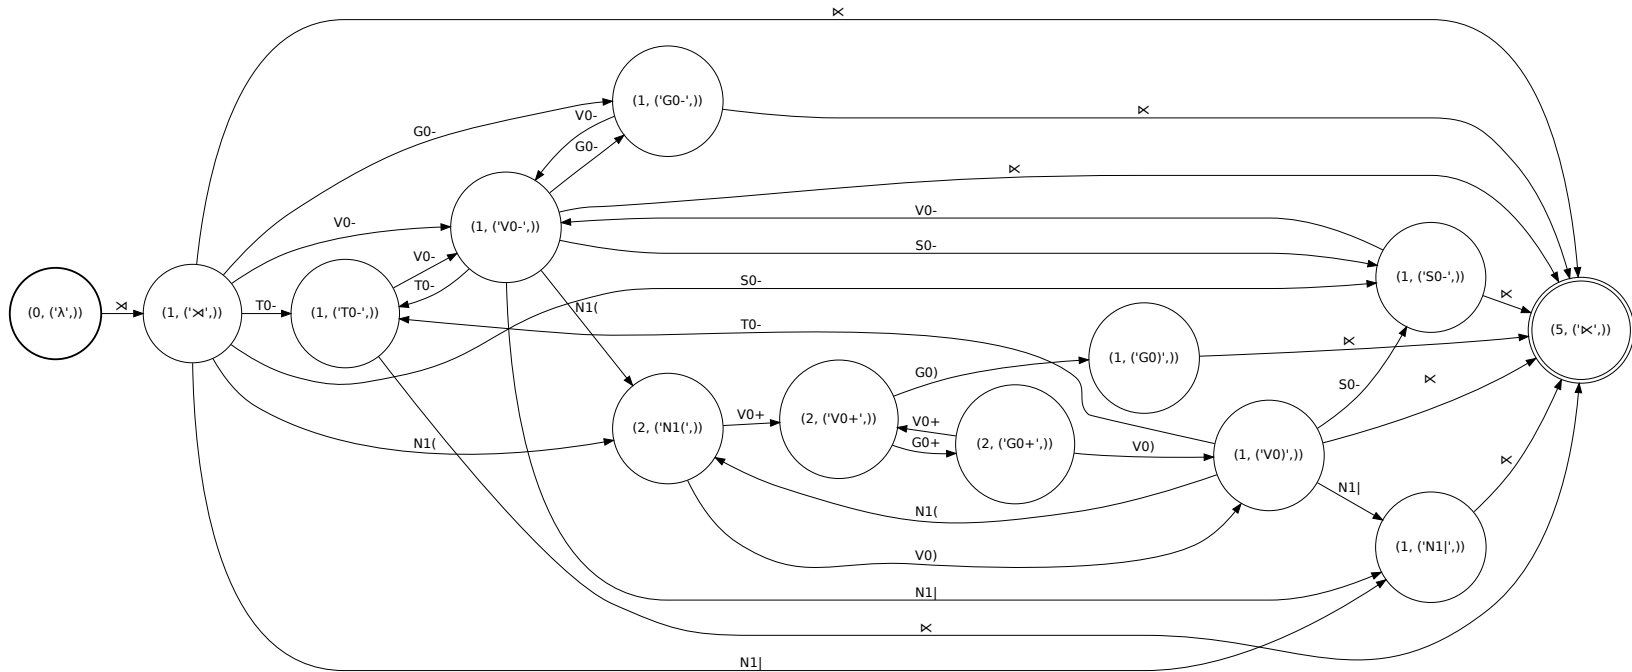 ⋉
(1, ('G0-',))
V0-
⋉
G0-
G0-
⋉
V0-
(1, ('V0-',))
V0-
S0-
V0-
(1, ('S0-',))
T0-
S0-
N1(
⋉
(0, ('λ',))
⋊
(1, ('⋊',))
T0-
(1, ('T0-',))
T0-
(5, ('⋉',))
⋉
(1, ('G0)',))
G0)
⋉
S0-
V0+
(2, ('V0+',))
V0+
(2, ('N1(',))
G0+
(2, ('G0+',))
V0)
(1, ('V0)',))
N1(
N1|
⋉
N1(
V0)
(1, ('N1|',))
N1|
⋉
N1|